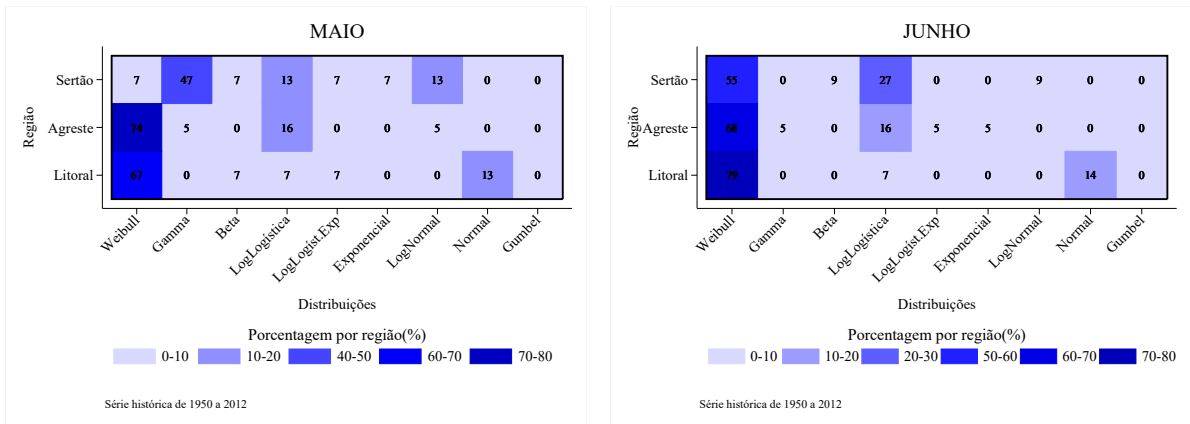 MAIO
Região
Sertão 7 47 7 13 7 7 13 0 0
Agreste 74 5 0 16 0 0 5 0 0
Litoral 67 0 7 7 7 0 0 13 0
Weibull Gamma Beta LogLogística LogLogist.Exp Exponencial LogNormal Normal Gumbel
Distribuições
Porcentagem por região(%)
0-10 10-20 40-50 60-70 70-80
Série histórica de 1950 a 2012
JUNHO
Região
Sertão 55 0 9 27 0 0 9 0 0
Agreste 68 5 0 16 5 5 0 0 0
Litoral 79 0 0 7 0 0 0 14 0
Weibull Gamma Beta LogLogística LogLogist.Exp Exponencial LogNormal Normal Gumbel
Distribuições
Porcentagem por região(%)
0-10 10-20 20-30 50-60 60-70 70-80
Série histórica de 1950 a 2012